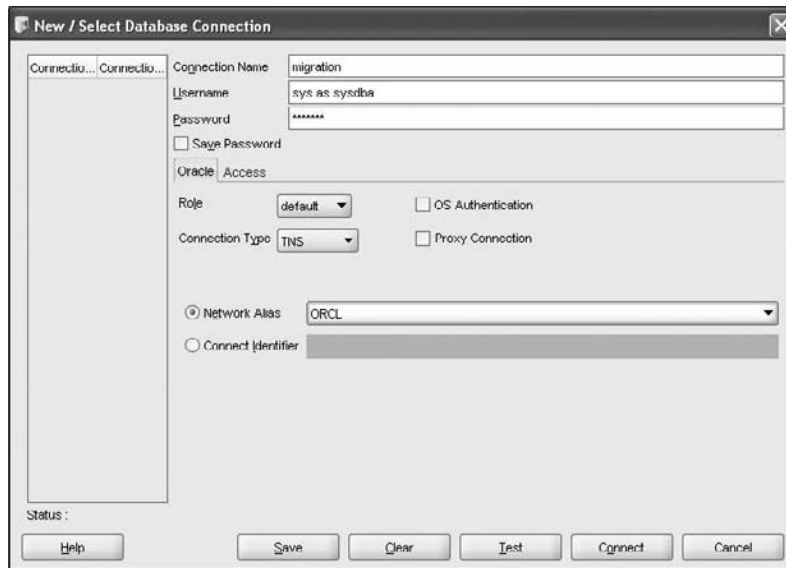 New / Select Database Connection
Connectio... Connectio...
Connection Name migration
Username sys as sysdba
Password *******
Save Password
Oracle Access
Role default OS Authentication
Connection Type TNS Proxy Connection
Network Alias ORCL
Connect Identifier
Status :
Help Save Clear Test Connect Cancel